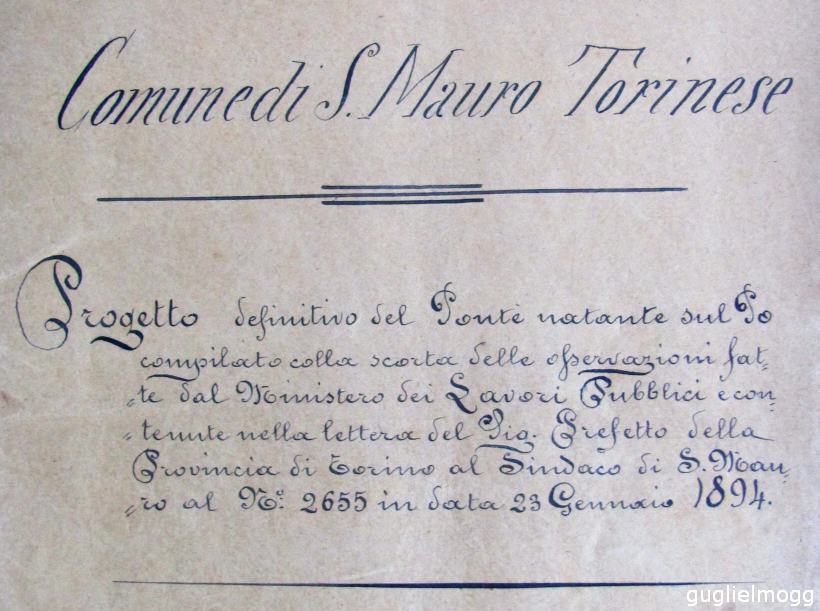 Comune di S. Mauro Torinese
Progetto definitivo del Ponte natante sul Po
compilato colla scorta delle osservazioni fat-
-te dal Ministero dei Lavori Pubblici e con-
-tenute nella lettera del Sig. Prefetto della
Provincia di Torino al Sindaco di S. Mau-
-ro al Nº. 2655 in data 23 Gennaio 1894.
guglielmogg